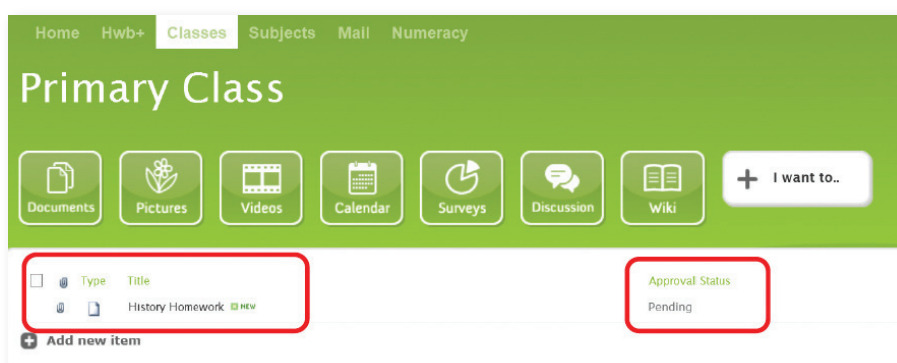 Home Hwb+ Classes Subjects Mail Numeracy
Primary Class
Documents Pictures Videos Calendar Surveys Discussion Wiki I want to..
Type Title Approval Status
History Homework NEW Pending
Add new item